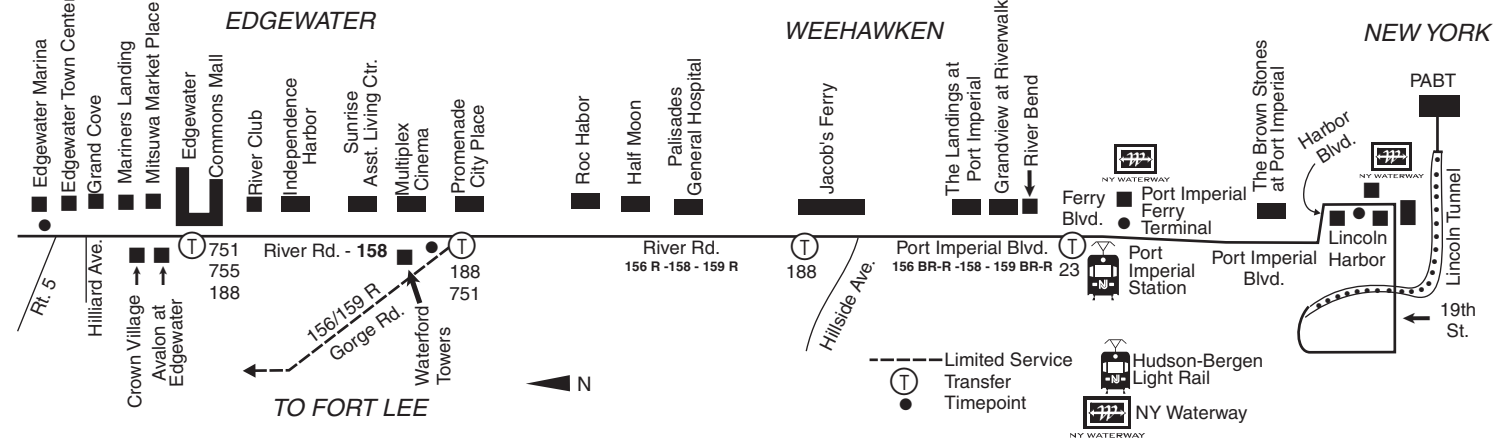 EDGEWATER
WEEHAWKEN
NEW YORK
Edgewater Marina
Edgewater Town Center
Grand Cove
Mariners Landing
Mitsuwa Market Place
Edgewater
Commons Mall
River Club
Independence
Harbor
Sunrise
Asst. Living Ctr.
Multiplex
Cinema
Promenade
City Place
Roc Habor
Half Moon
Palisades
General Hospital
Jacob's Ferry
The Landings at
Port Imperial
Grandview at Riverwalk
River Bend
NY WATERWAY
Ferry
Blvd.
Port Imperial
Ferry
Terminal
The Brown Stones
at Port Imperial
Harbor
Blvd.
NY WATERWAY
PABT
Lincoln Tunnel
Lincoln
Harbor
19th
St.
Rt. 5
Hilliard Ave.
Crown Village
Avalon at
Edgewater
T
751
755
188
River Rd. - 158
T
188
751
156/159 R
Gorge Rd.
Waterford
Towers
TO FORT LEE
River Rd.
156 R -158 - 159 R
T
188
Hillside Ave.
Port Imperial Blvd.
156 BR-R -158 - 159 BR-R
T
23
Port
Imperial
Station
N
Port Imperial
Blvd.
N
Limited Service
T
Transfer
Timepoint
N
Hudson-Bergen
Light Rail
NY WATERWAY
NY Waterway